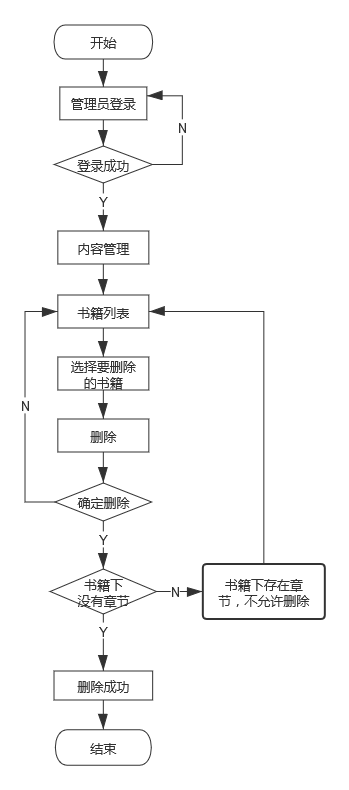 开始
管理员登录
N
登录成功
Y
内容管理
书籍列表
选择要删除
的书籍
N
删除
确定删除
Y
书籍下
没有章节
N
书籍下存在章
节，不允许删除
Y
删除成功
结束